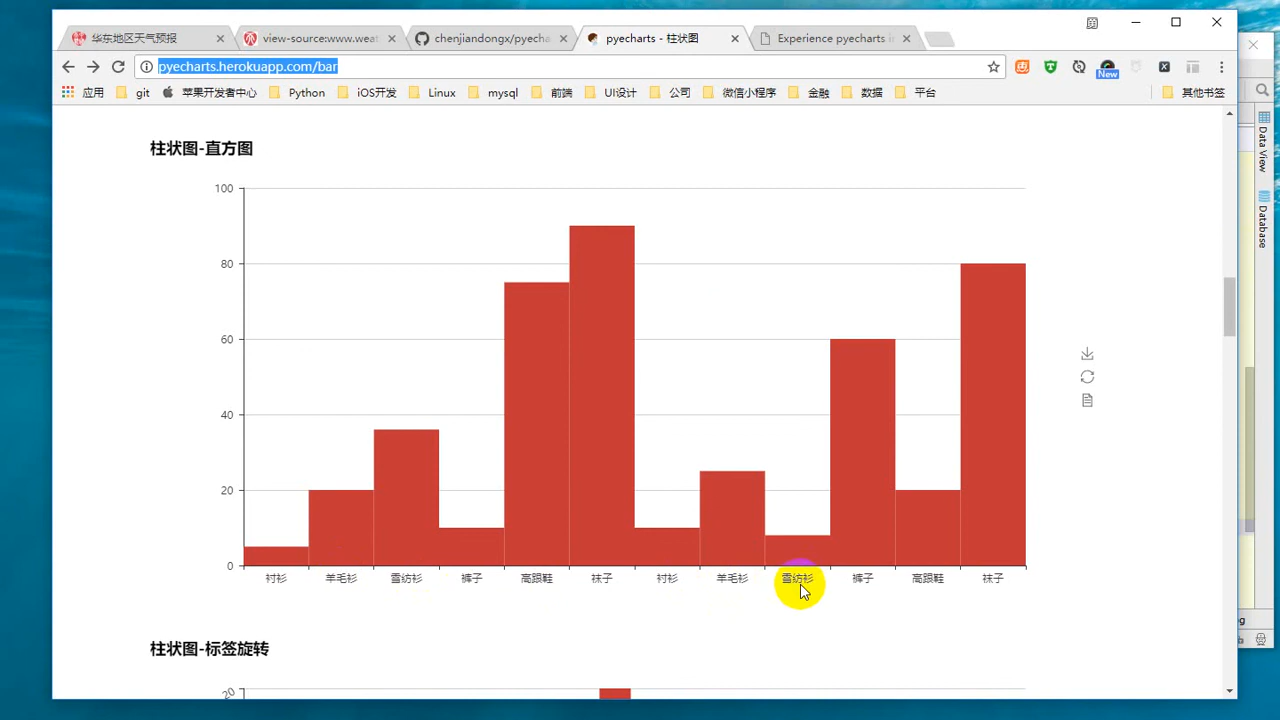 华东地区天气预报
view-source:www.weat
chenjiandongx/pyecha
pyecharts - 柱状图
Experience pyecharts i
pyecharts.herokuapp.com/bar
New
应用
git
苹果开发者中心
Python
iOS开发
Linux
mysql
前端
UI设计
公司
微信小程序
金融
数据
平台
其他书签
Data View
Database
柱状图-直方图
100
80
60
40
20
0
衬衫
羊毛衫
雪纺衫
裤子
高跟鞋
袜子
衬衫
羊毛衫
雪纺衫
裤子
高跟鞋
袜子
柱状图-标签旋转
20